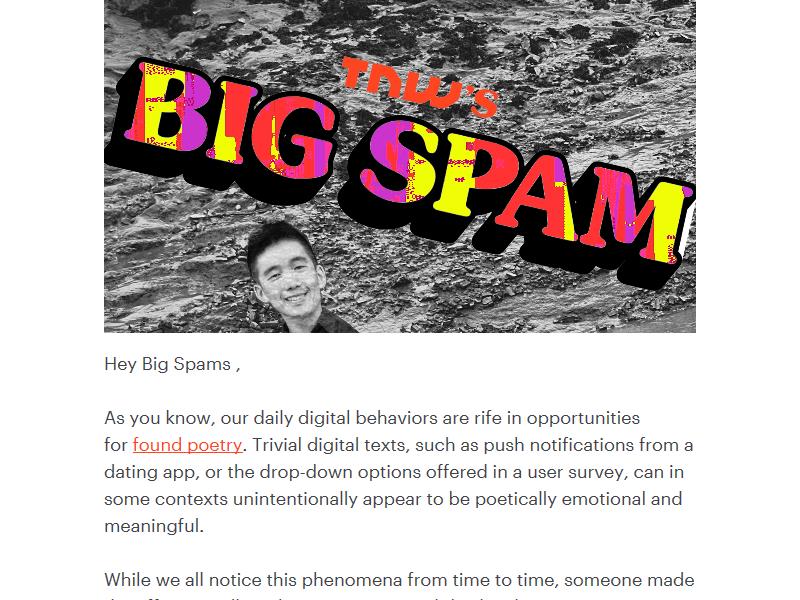 TNW's
BIG SPAM
Hey Big Spams ,
As you know, our daily digital behaviors are rife in opportunities
for found poetry. Trivial digital texts, such as push notifications from a
dating app, or the drop-down options offered in a user survey, can in
some contexts unintentionally appear to be poetically emotional and
meaningful.
While we all notice this phenomena from time to time, someone made